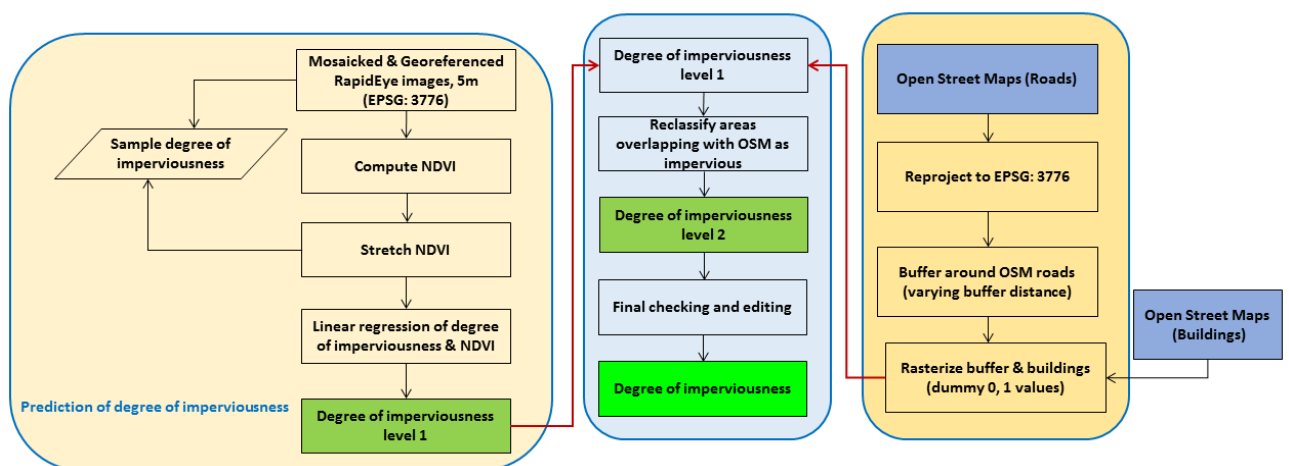 Mosaicked & Georeferenced
RapidEye images, 5m
(EPSG: 3776)
Sample degree of
imperviousness
Compute NDVI
Stretch NDVI
Linear regression of degree
of imperviousness & NDVI
Prediction of degree of imperviousness
Degree of imperviousness
level 1
Degree of imperviousness
level 1
Reclassify areas
overlapping with OSM as
impervious
Degree of imperviousness
level 2
Final checking and editing
Degree of imperviousness
Open Street Maps (Roads)
Reproject to EPSG: 3776
Buffer around OSM roads
(varying buffer distance)
Open Street Maps
(Buildings)
Rasterize buffer & buildings
(dummy 0, 1 values)